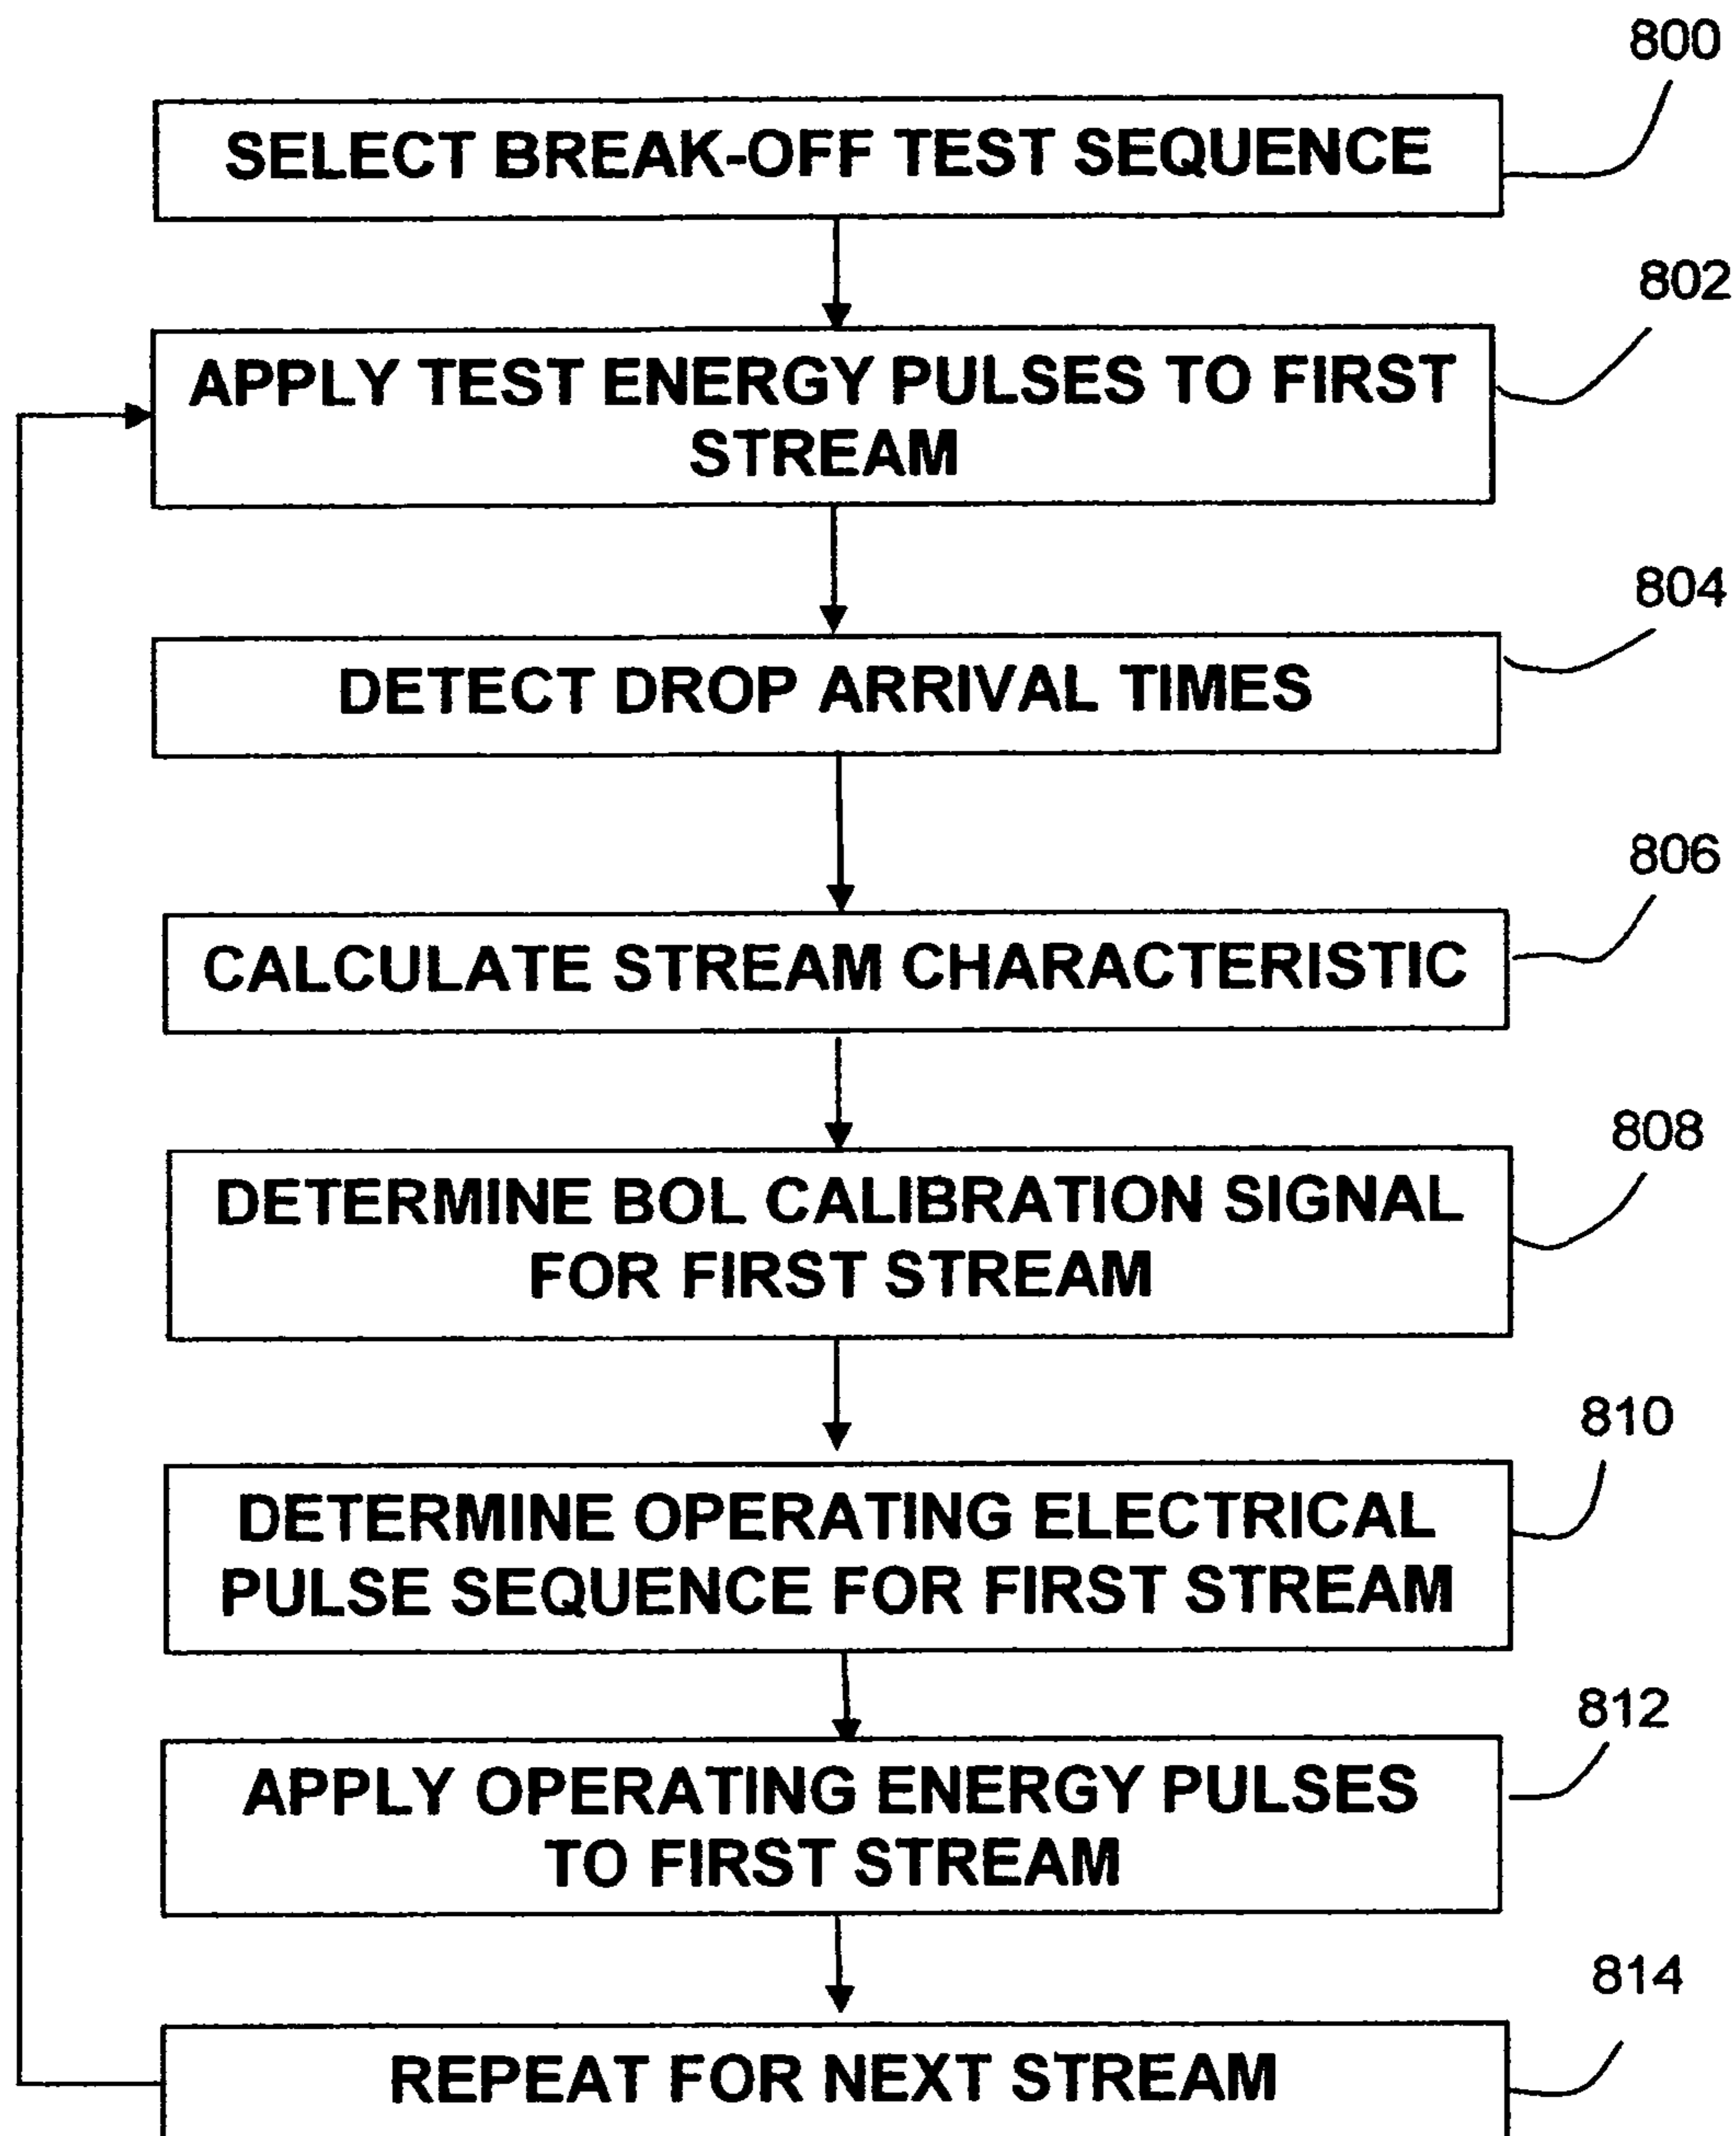 800
SELECT BREAK-OFF TEST SEQUENCE
802
APPLY TEST ENERGY PULSES TO FIRST
STREAM
804
DETECT DROP ARRIVAL TIMES
806
CALCULATE STREAM CHARACTERISTIC
808
DETERMINE BOL CALIBRATION SIGNAL
FOR FIRST STREAM
810
DETERMINE OPERATING ELECTRICAL
PULSE SEQUENCE FOR FIRST STREAM
812
APPLY OPERATING ENERGY PULSES
TO FIRST STREAM
814
REPEAT FOR NEXT STREAM